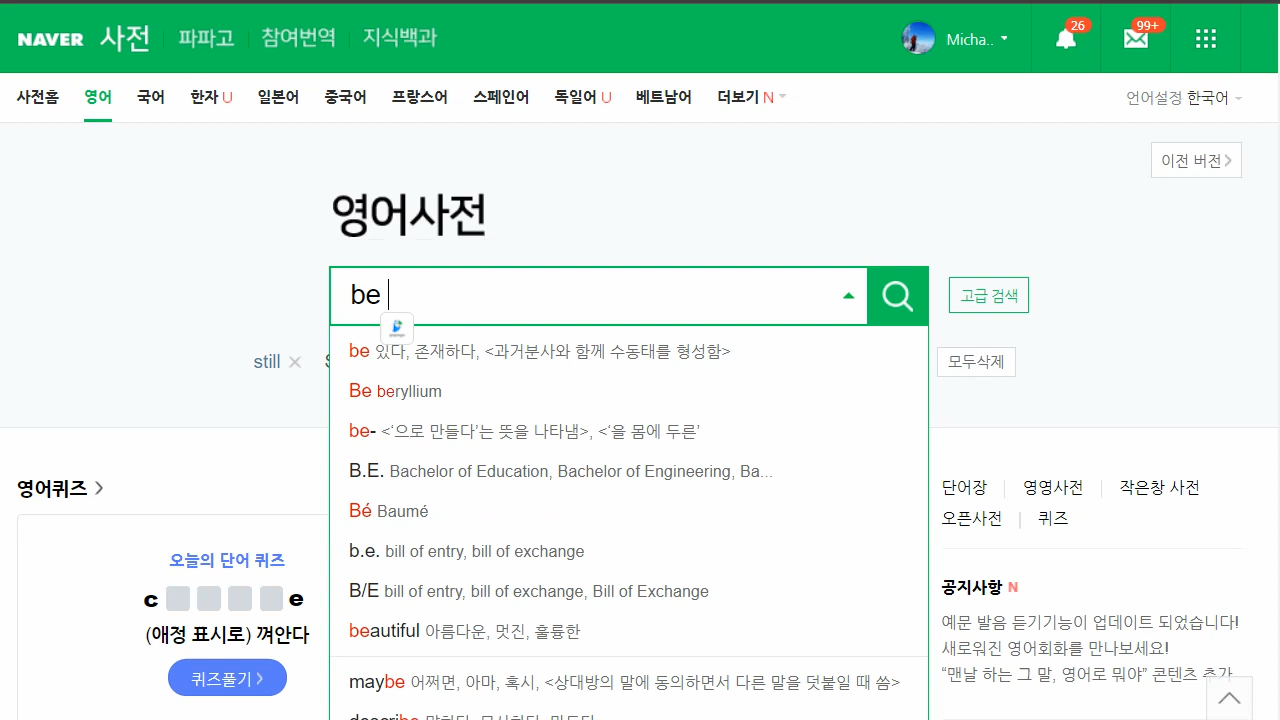 NAVER 사전 파파고 참여번역 지식백과 Micha.. 26 99+
사전홈 영어 국어 한자 U 일본어 중국어 프랑스어 스페인어 독일어 U 베트남어 더보기 N 언어설정 한국어
이전 버전
영어사전
be
고급 검색
still
모두삭제
be 있다, 존재하다, <과거분사와 함께 수동태를 형성함>
Be beryllium
be- <‘으로 만들다’는 뜻을 나타냄>, <‘을 몸에 두른’
B.E. Bachelor of Education, Bachelor of Engineering, Ba...
Bé Baumé
b.e. bill of entry, bill of exchange
B/E bill of entry, bill of exchange, Bill of Exchange
beautiful 아름다운, 멋진, 훌륭한
maybe 어쩌면, 아마, 혹시, <상대방의 말에 동의하면서 다른 말을 덧붙일 때 씀>
영어퀴즈
오늘의 단어 퀴즈
c e
(애정 표시로) 껴안다
퀴즈풀기
단어장 영영사전 작은창 사전
오픈사전 퀴즈
공지사항 N
예문 발음 듣기기능이 업데이트 되었습니다!
새로워진 영어회화를 만나보세요!
“맨날 하는 그 말, 영어로 뭐야” 콘텐츠 추가